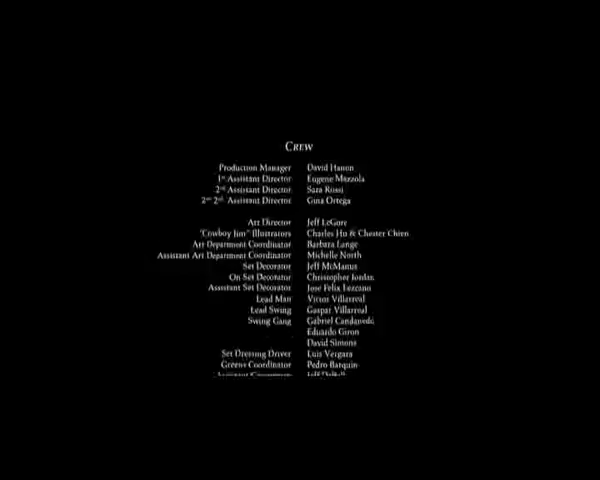 CREW
Production Manager David Hamon
1st Assistant Director Eugene Mazzola
2nd Assistant Director Sara Rossi
2nd 2nd Assistant Director Gina Ortega
Art Director Jeff LeGore
"Cowboy Jim" Illustrators Charles Hu & Chester Chien
Art Department Coordinator Barbara Lange
Assistant Art Department Coordinator Michelle North
Set Decorator Jeff McManus
On Set Decorator Christopher Jordan
Assistant Set Decorator Jose Felix Lezcano
Lead Man Victor Villarreal
Lead Swing Gaspar Villarreal
Swing Gang Gabriel Candanedo
Eduardo Giron
David Simons
Set Dressing Driver Luis Vergara
Greens Coordinator Pedro Barquin